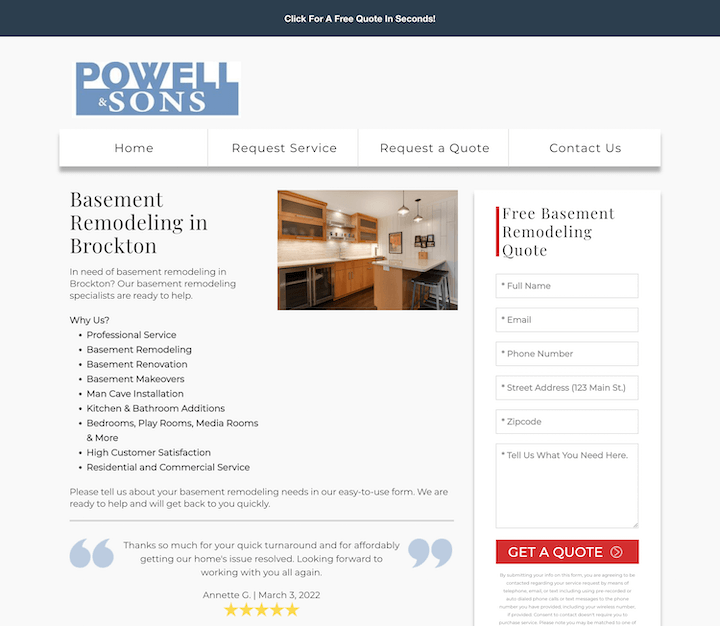 Click For A Free Quote In Seconds!
POWELL
& SONS
Home
Request Service
Request a Quote
Contact Us
Basement
Remodeling in
Brockton
In need of basement remodeling in
Brockton? Our basement remodeling
specialists are ready to help.
Why Us?
• Professional Service
• Basement Remodeling
• Basement Renovation
• Basement Makeovers
• Man Cave Installation
• Kitchen & Bathroom Additions
• Bedrooms, Play Rooms, Media Rooms
& More
• High Customer Satisfaction
• Residential and Commercial Service
Please tell us about your basement remodeling needs in our easy-to-use form. We are
ready to help and will get back to you quickly.
Thanks so much for your quick turnaround and for affordably
getting our home's issue resolved. Looking forward to
working with you all again.
Annette G. | March 3, 2022
Free Basement
Remodeling
Quote
* Full Name
* Email
* Phone Number
* Street Address (123 Main St.)
* Zipcode
* Tell Us What You Need Here.
GET A QUOTE
By submitting your info on this form, you are agreeing to be
contacted regarding your service request by means of
telephone, email, or text including using pre-recorded or
auto dialed phone calls or text messages to the phone
number you have provided, including your wireless number,
if provided. Consent to contact doesn't require you to
purchase service. Please note you may be matched to one of